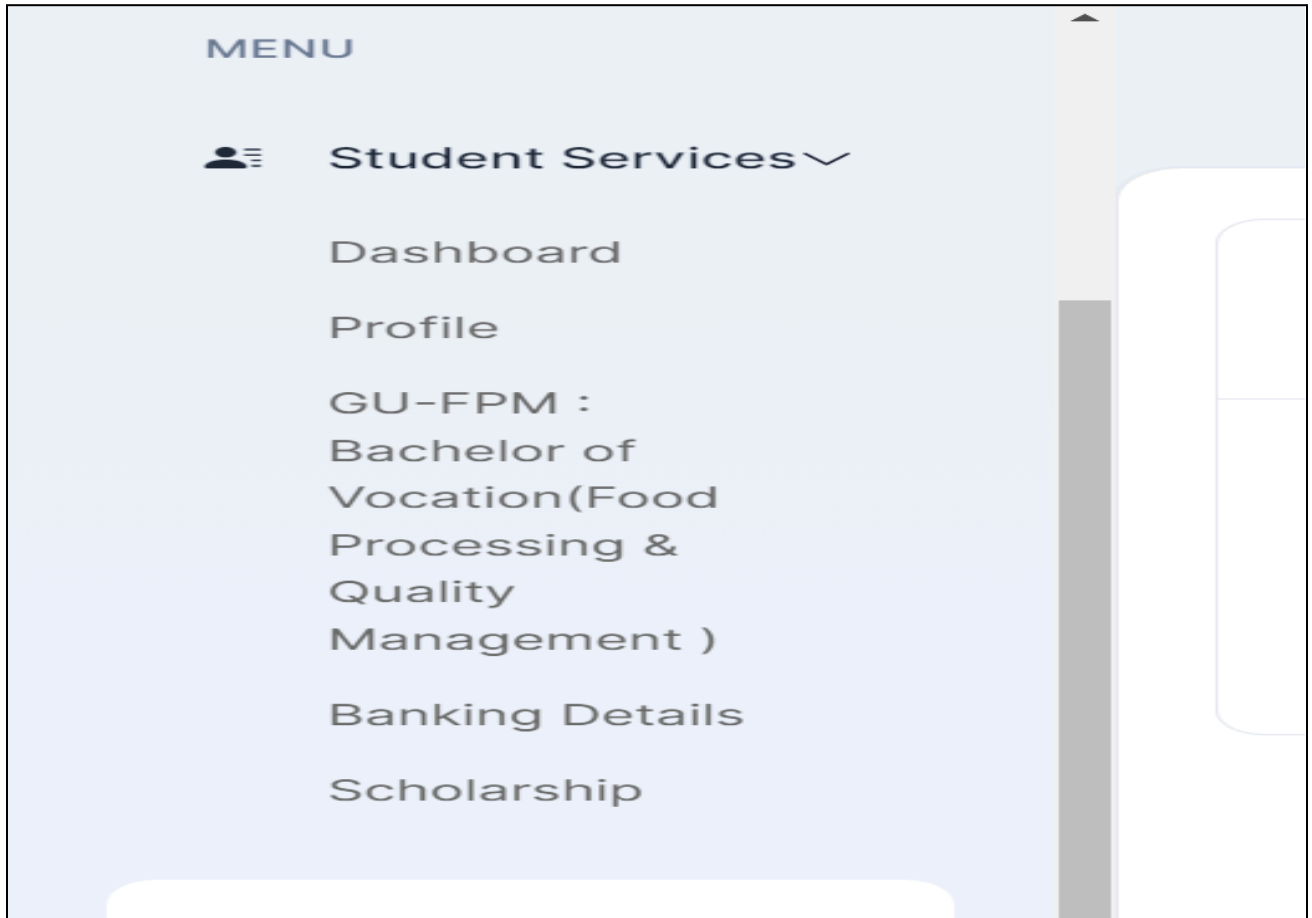 MENU
Student Services
Dashboard
Profile
GU-FPM :
Bachelor of
Vocation(Food
Processing &
Quality
Management )
Banking Details
Scholarship